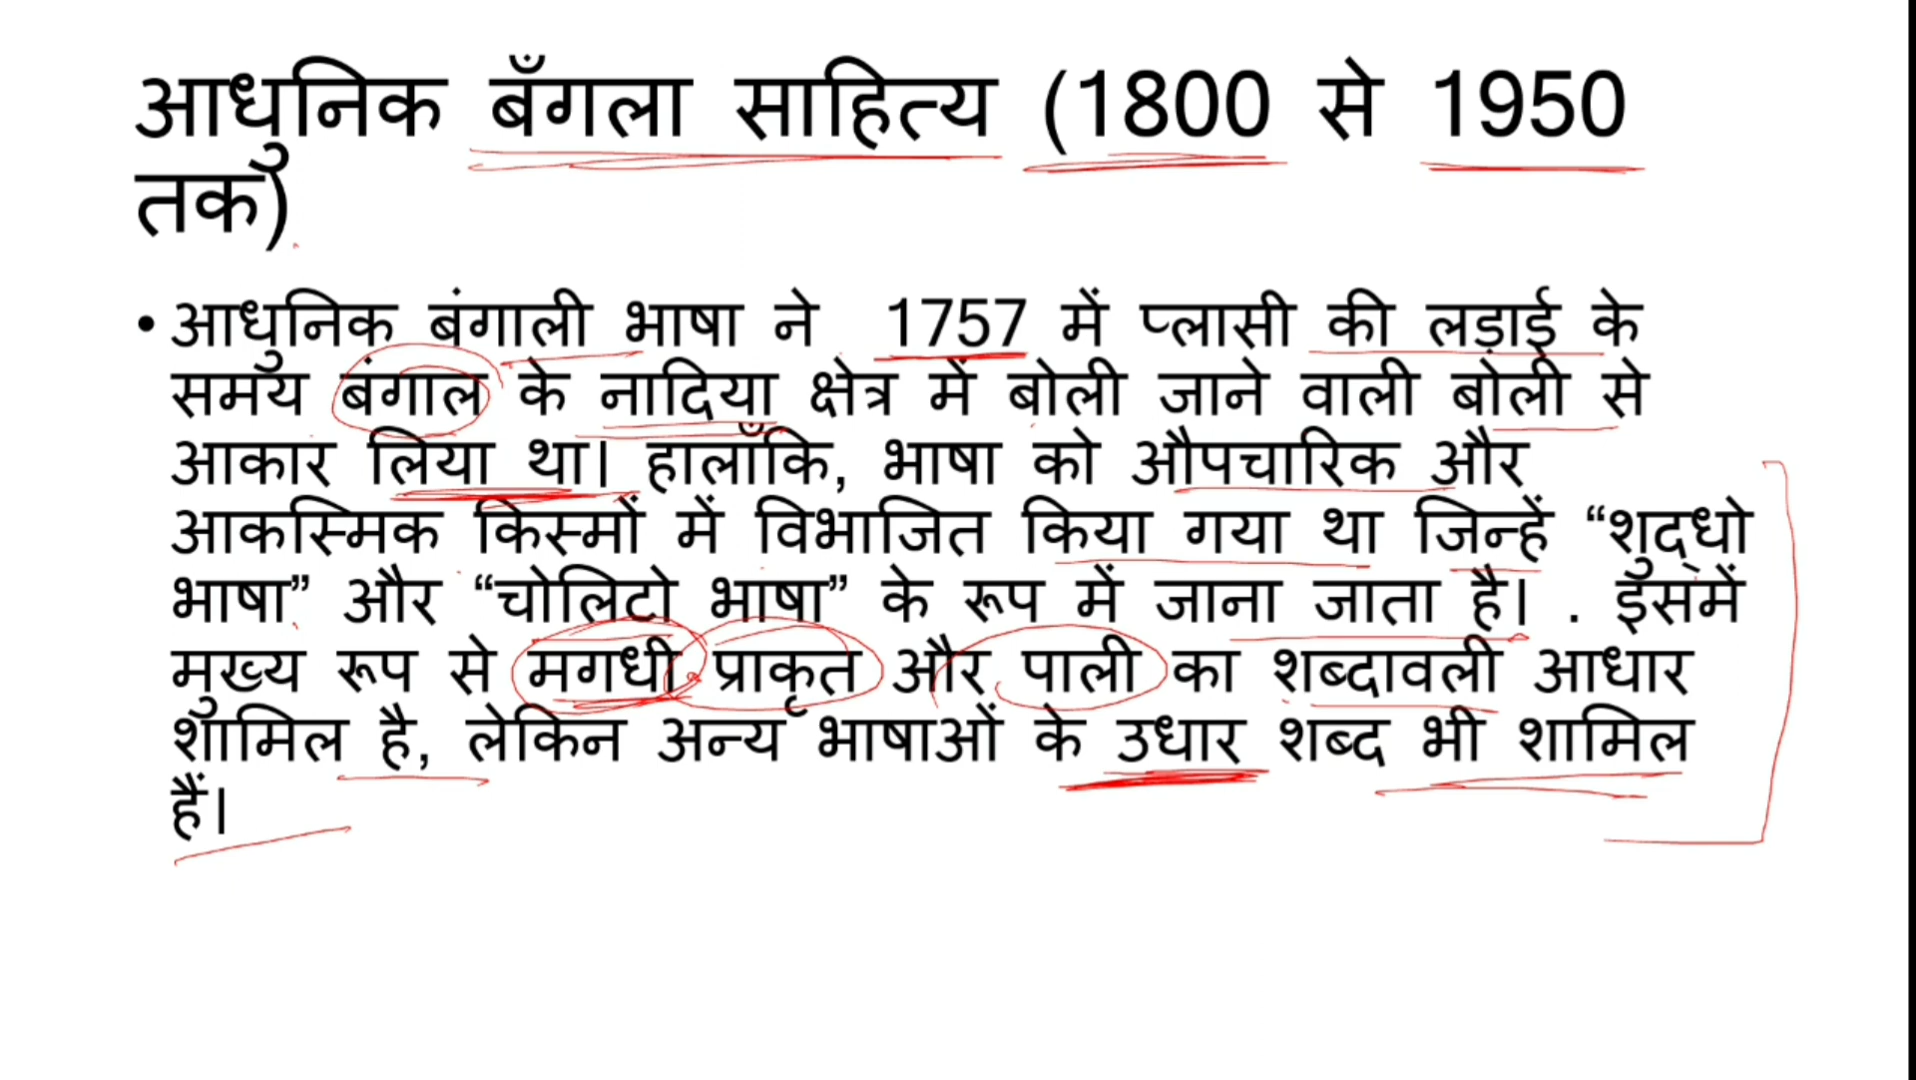 आधुनिक बँगला साहित्य (1800 से 1950
तक)
• आधुनिक बंगाली भाषा ने 1757 में प्लासी की लड़ाई के
समय बंगाल के नादिया क्षेत्र में बोली जाने वाली बोली से
आकार लिया था। हालाँकि, भाषा को औपचारिक और
आकस्मिक किस्मों में विभाजित किया गया था जिन्हें “शुद्धो
भाषा” और “चोलिटो भाषा” के रूप में जाना जाता है। . इसमें
मुख्य रूप से मगधी प्राकृत और पाली का शब्दावली आधार
शामिल है, लेकिन अन्य भाषाओं के उधार शब्द भी शामिल
हैं।